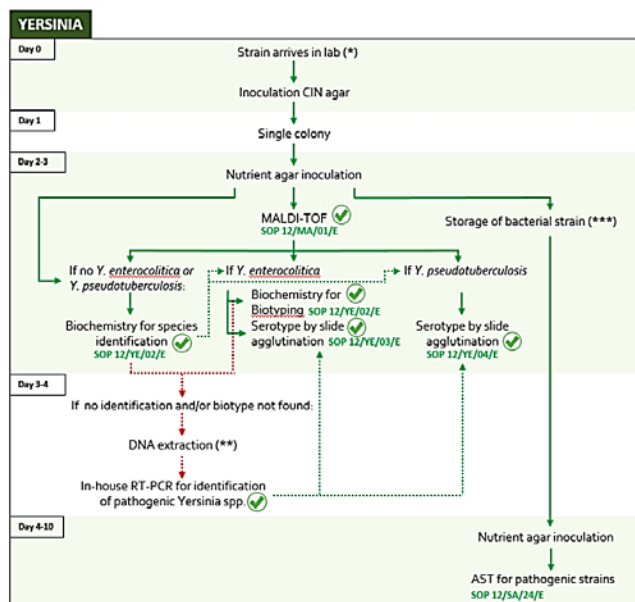 YERSINIA
Day 0
Strain arrives in lab (*)
Inoculation CIN agar
Day 1
Single colony
Day 2-3
Nutrient agar inoculation
MALDI-TOF
SOP 12/MA/01/E
Storage of bacterial strain (***)
If no Y. enterocolitica or
Y. pseudotuberculosis:
If Y. enterocolitica
If Y. pseudotuberculosis
Biochemistry for
Biotyping SOP 12/YE/02/E
Biochemistry for species
identification
SOP 12/YE/02/E
Serotype by slide
agglutination SOP 12/YE/03/E
Serotype by slide
agglutination
SOP 12/YE/04/E
Day 3-4
If no identification and/or biotype not found:
DNA extraction (**)
In-house RT-PCR for identification
of pathogenic Yersinia spp.
Day 4-10
Nutrient agar inoculation
AST for pathogenic strains
SOP 12/SA/24/E